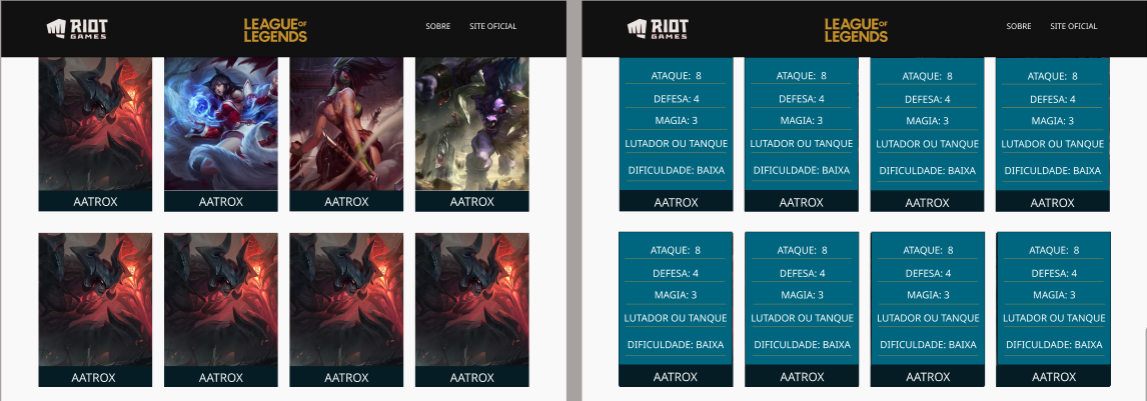 RIOT GAMES
LEAGUE OF LEGENDS
SOBRE SITE OFICIAL
AATROX AATROX AATROX AATROX
AATROX AATROX AATROX AATROX
RIOT GAMES
LEAGUE OF LEGENDS
SOBRE SITE OFICIAL
ATAQUE: 8 ATAQUE: 8 ATAQUE: 8 ATAQUE: 8
DEFESA: 4 DEFESA: 4 DEFESA: 4 DEFESA: 4
MAGIA: 3 MAGIA: 3 MAGIA: 3 MAGIA: 3
LUTADOR OU TANQUE LUTADOR OU TANQUE LUTADOR OU TANQUE LUTADOR OU TANQUE
DIFICULDADE: BAIXA DIFICULDADE: BAIXA DIFICULDADE: BAIXA DIFICULDADE: BAIXA
AATROX AATROX AATROX AATROX
ATAQUE: 8 ATAQUE: 8 ATAQUE: 8 ATAQUE: 8
DEFESA: 4 DEFESA: 4 DEFESA: 4 DEFESA: 4
MAGIA: 3 MAGIA: 3 MAGIA: 3 MAGIA: 3
LUTADOR OU TANQUE LUTADOR OU TANQUE LUTADOR OU TANQUE LUTADOR OU TANQUE
DIFICULDADE: BAIXA DIFICULDADE: BAIXA DIFICULDADE: BAIXA DIFICULDADE: BAIXA
AATROX AATROX AATROX AATROX